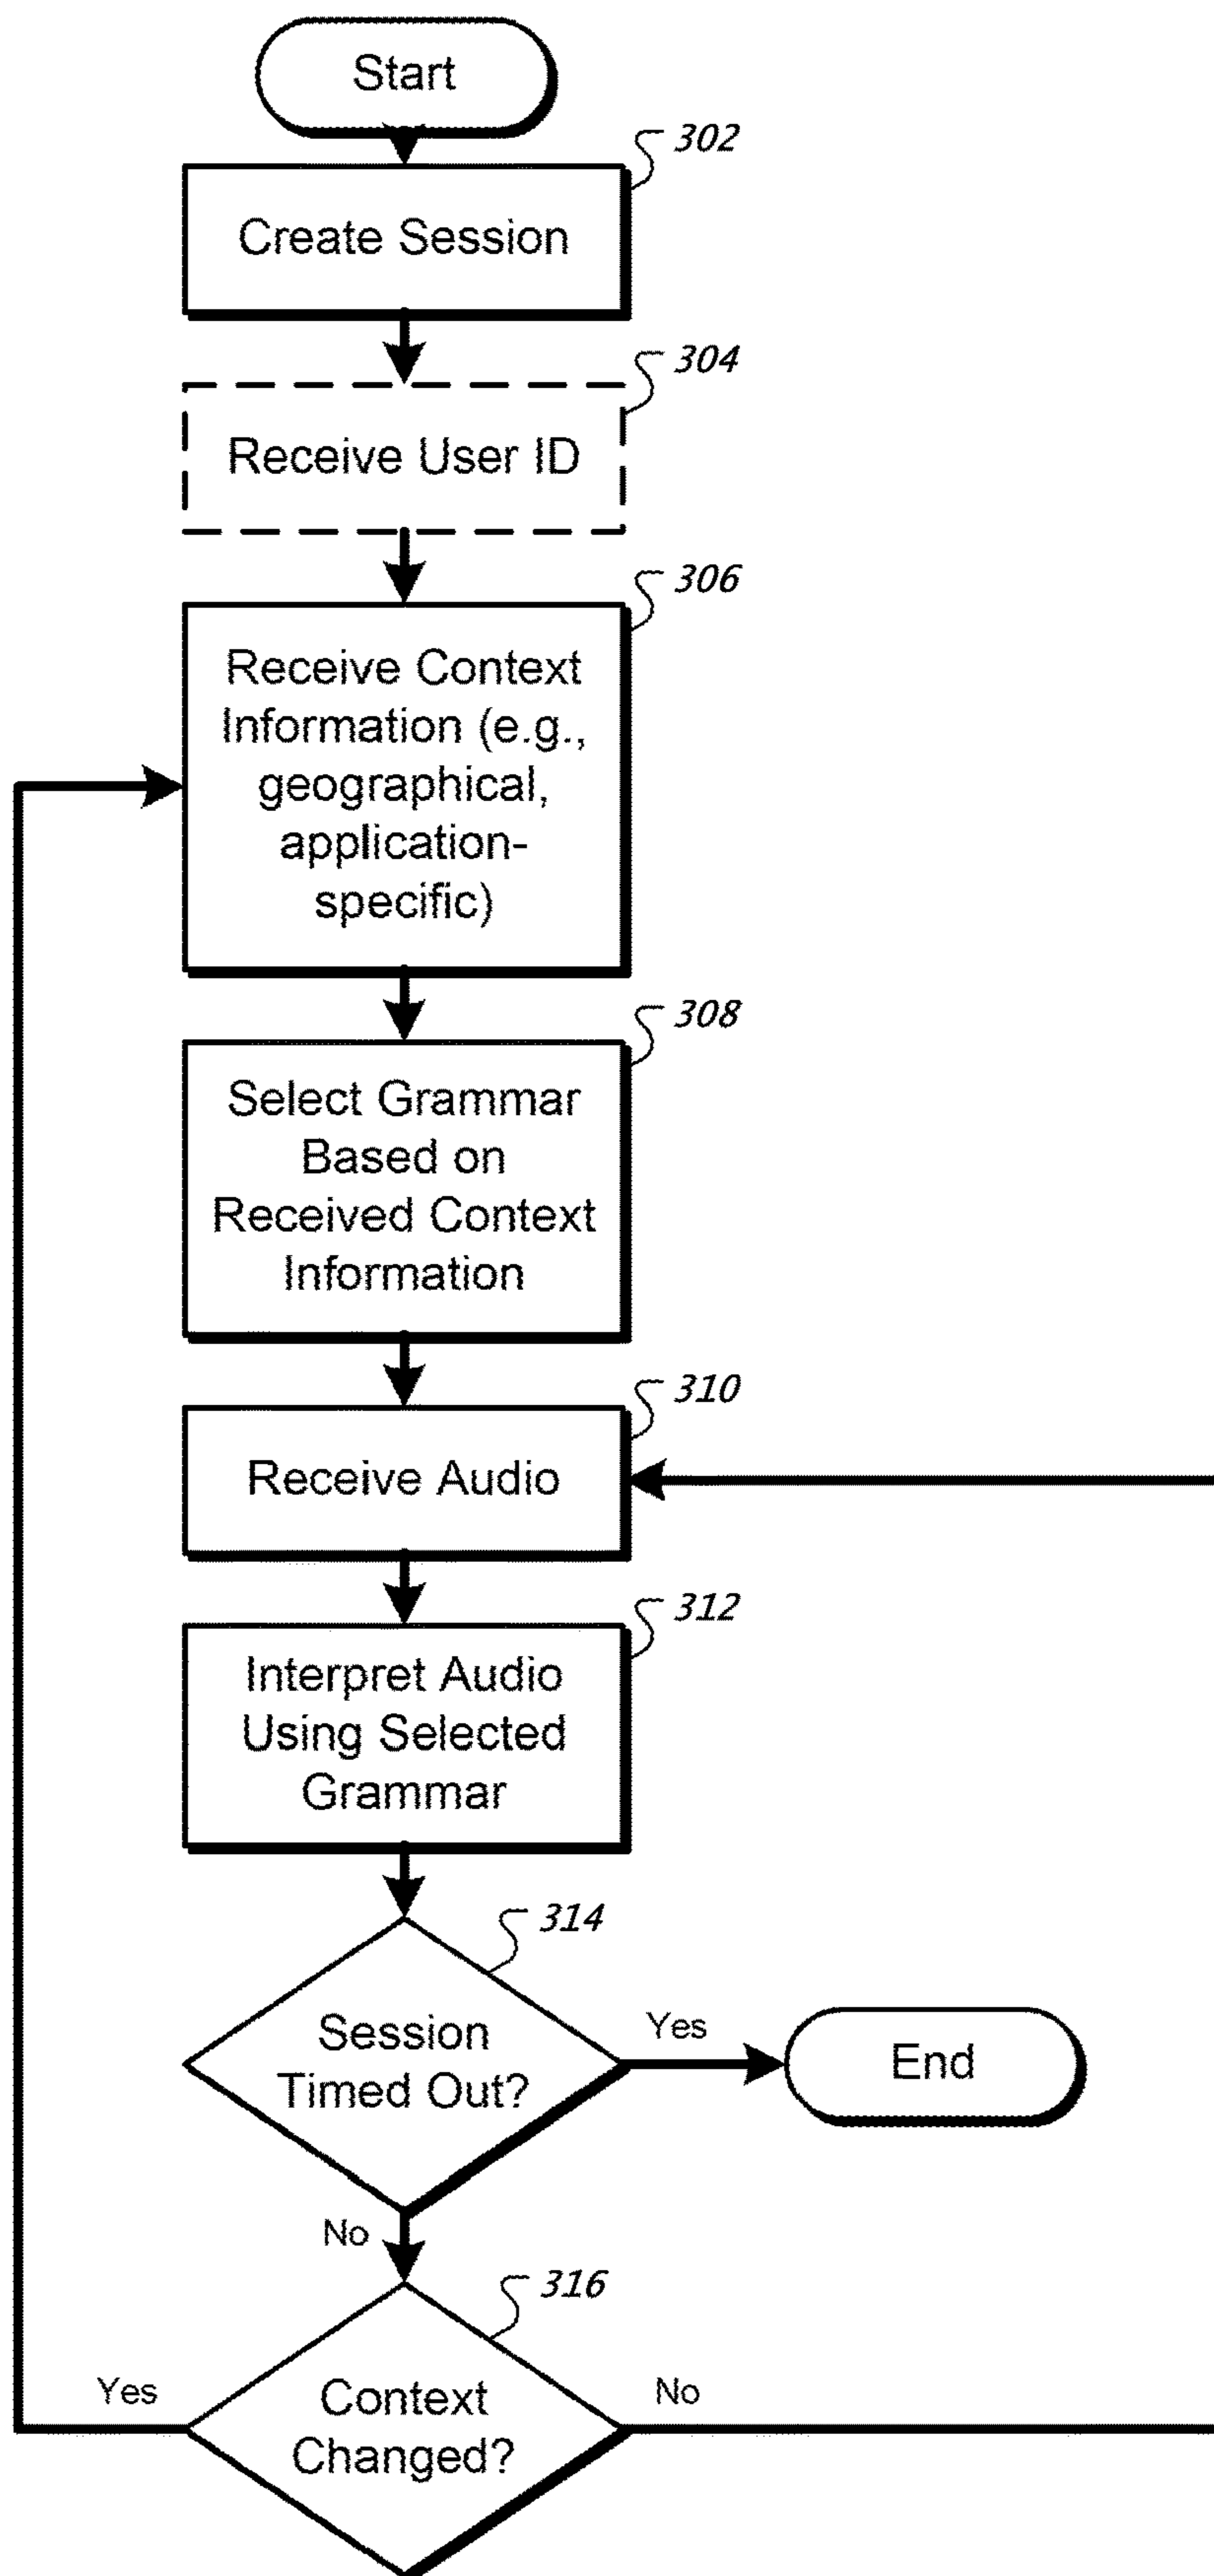 Start
302
Create Session
304
Receive User ID
306
Receive Context
Information (e.g.,
geographical,
application-
specific)
308
Select Grammar
Based on
Received Context
Information
310
Receive Audio
312
Interpret Audio
Using Selected
Grammar
314
Session
Timed Out?
Yes
End
No
316
Yes
Context
Changed?
No